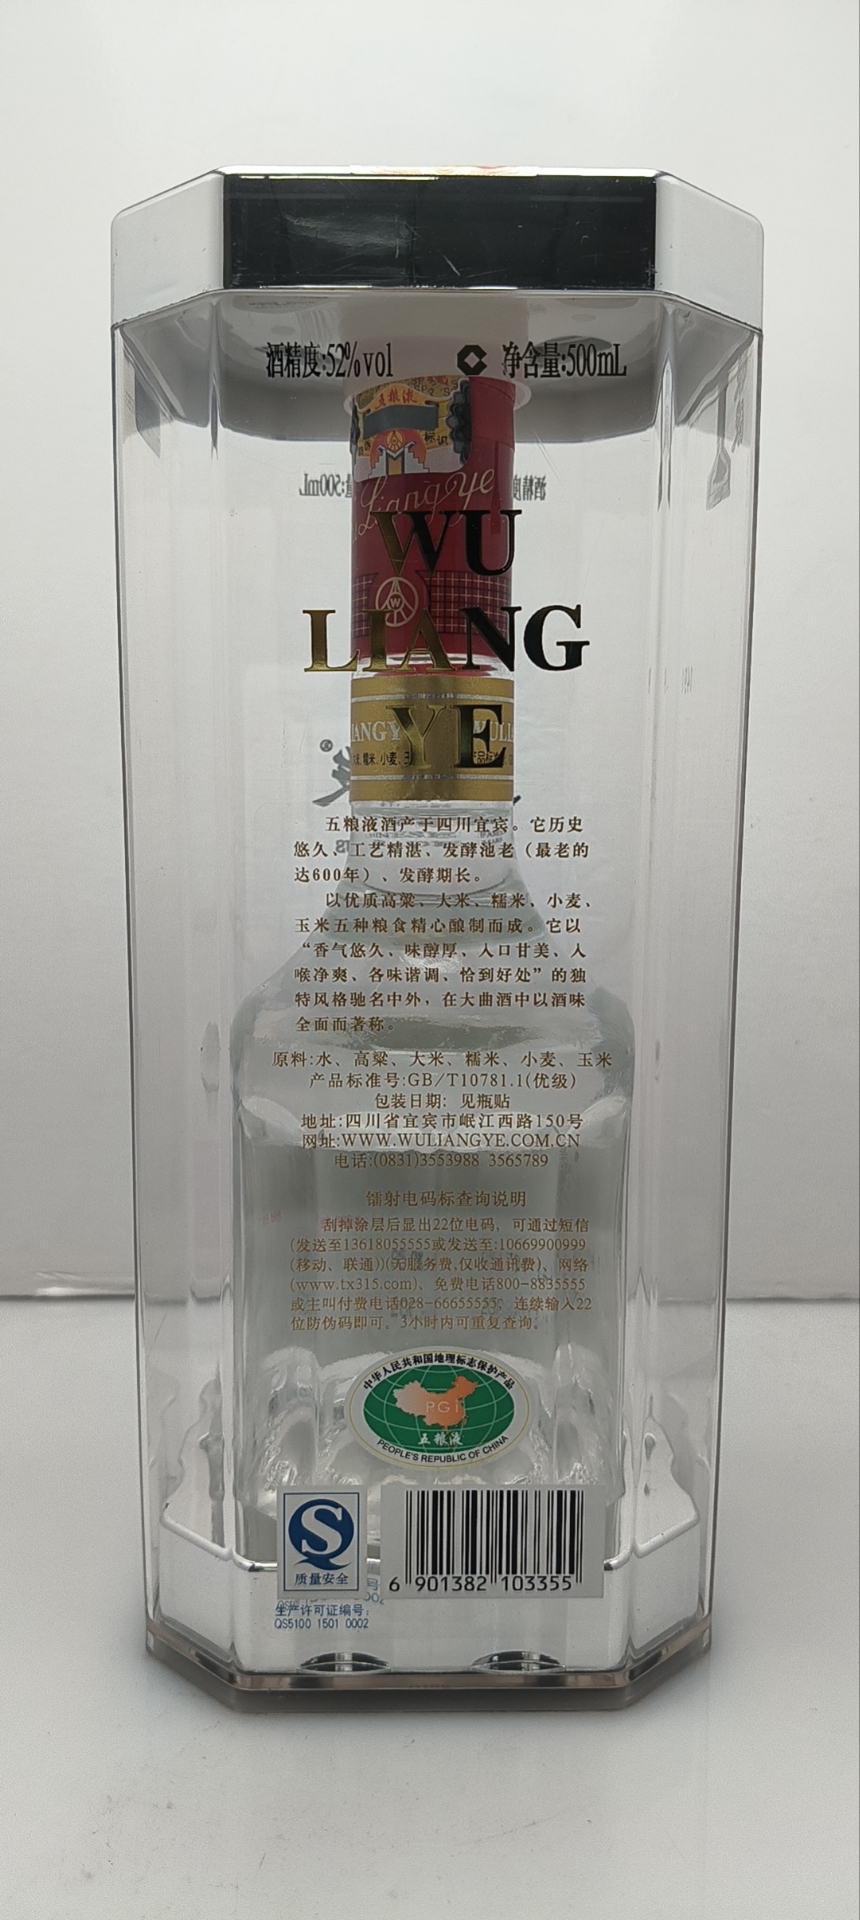 酒精度:52%vol 净含量:500mL
五粮液
标识
Liangye
WU
LIANG
YE
五粮液酒产于四川宜宾。它历史
悠久、工艺精湛、发酵池老（最老的
达600年）、发酵期长。
以优质高粱、大米、糯米、小麦、
玉米五种粮食精心酿制而成。它以
“香气悠久、味醇厚、入口甘美、入
喉净爽、各味谐调、恰到好处”的独
特风格驰名中外，在大曲酒中以酒味
全面而著称。
原料:水、高粱、大米、糯米、小麦、玉米
产品标准号:GB/T10781.1(优级)
包装日期: 见瓶贴
地址:四川省宜宾市岷江西路150号
网址:WWW.WULIANGYE.COM.CN
电话:(0831)3553988 3565789
镭射电码标查询说明
刮掉涂层后显出22位电码，可通过短信
(发送至13618055555或发送至:10669900999
(移动、联通))(无服务费,仅收通讯费)、网络
(www.tx315.com)、免费电话800-8835555
或主叫付费电话028-66655555; 连续输入22
位防伪码即可。3小时内可重复查询。
中华人民共和国地理标志保护产品
PGI
五粮液
PEOPLE'S REPUBLIC OF CHINA
质量安全
6 901382 103355
生产许可证编号:
QS5100 1501 0002